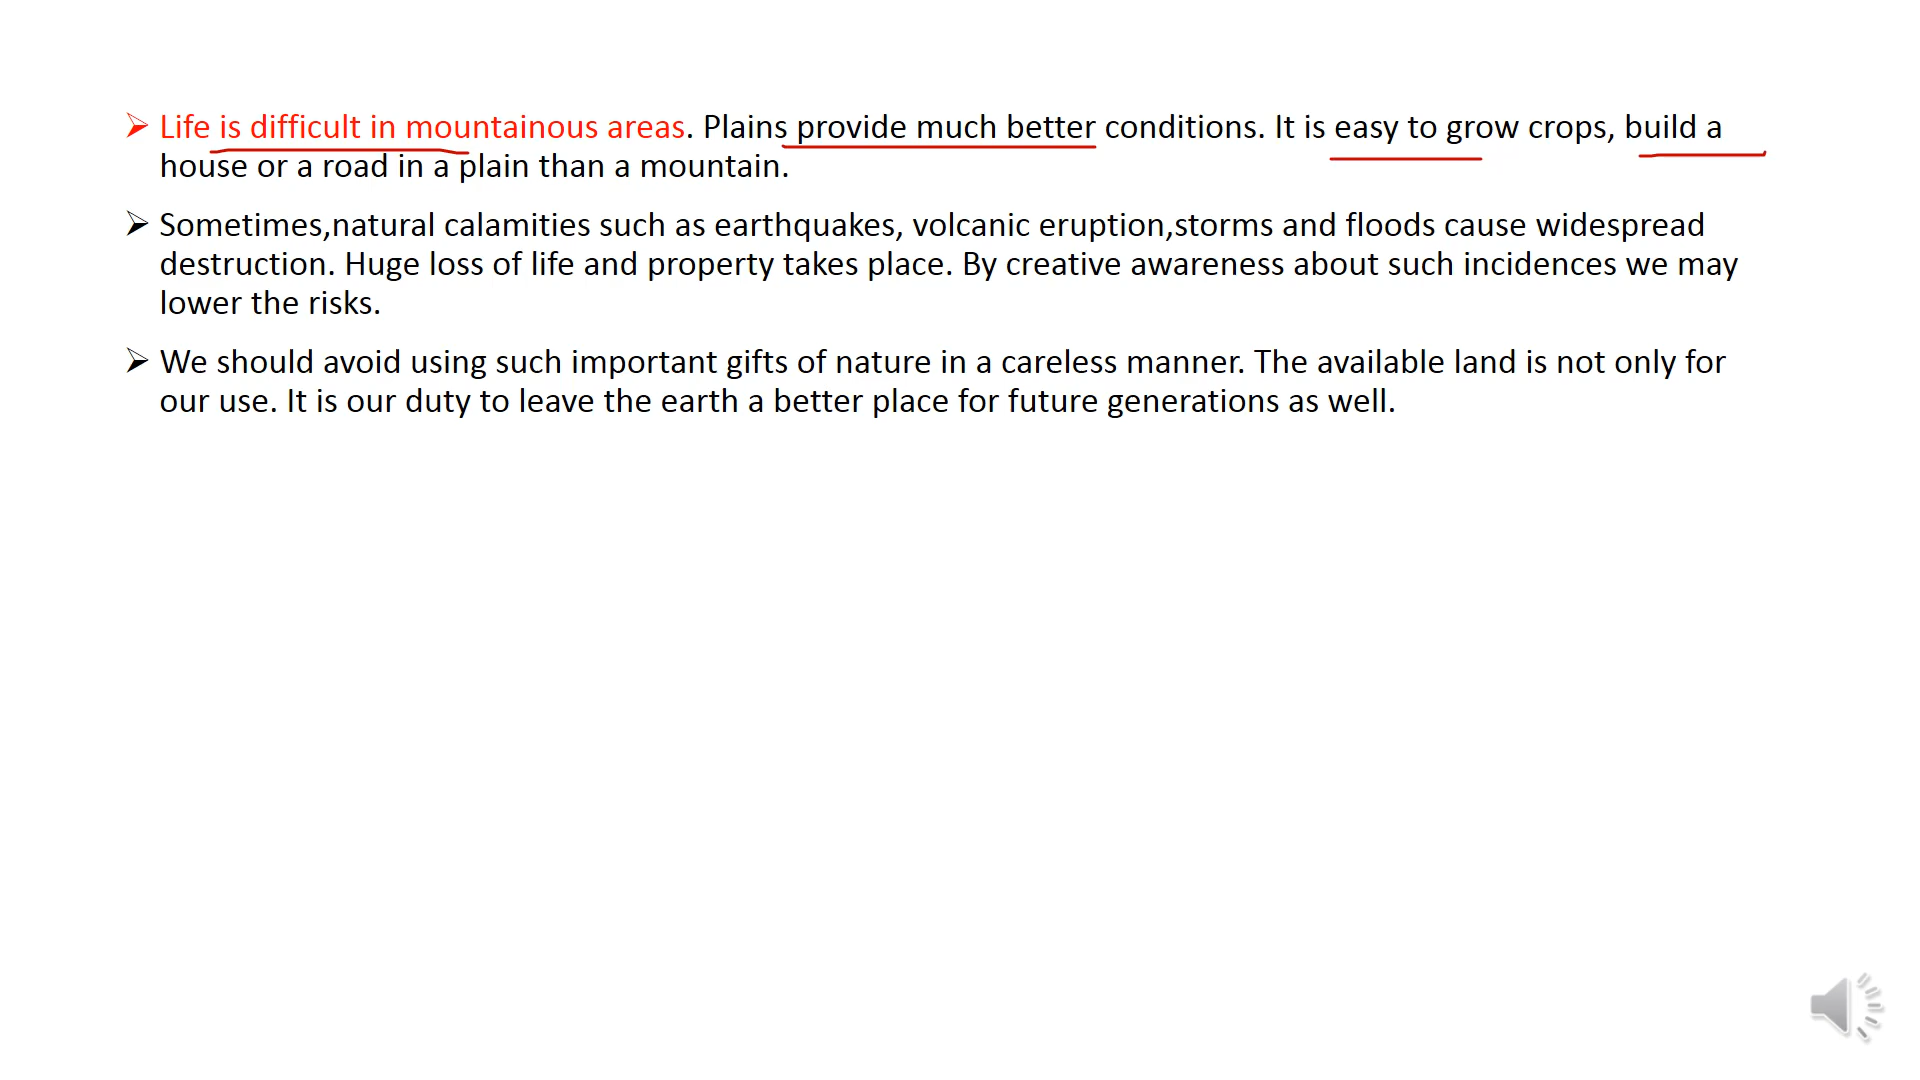 Life is difficult in mountainous areas. Plains provide much better conditions. It is easy to grow crops, build a
house or a road in a plain than a mountain.
Sometimes,natural calamities such as earthquakes, volcanic eruption,storms and floods cause widespread
destruction. Huge loss of life and property takes place. By creative awareness about such incidences we may
lower the risks.
We should avoid using such important gifts of nature in a careless manner. The available land is not only for
our use. It is our duty to leave the earth a better place for future generations as well.